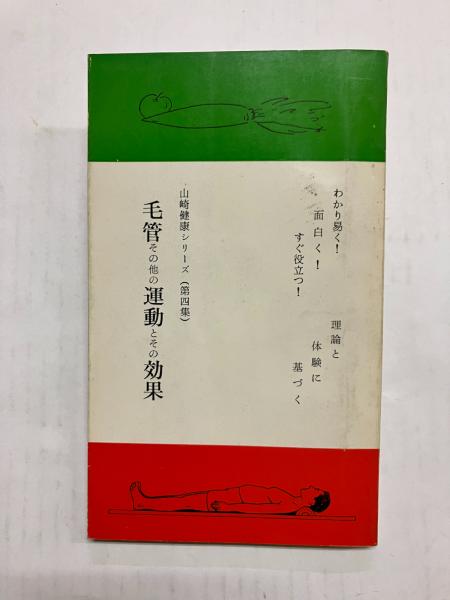 わかり易く!
面白く!
すぐ役立つ!
理論と
体験に
基づく
山崎健康シリーズ(第四集)
毛管その他の運動とその効果